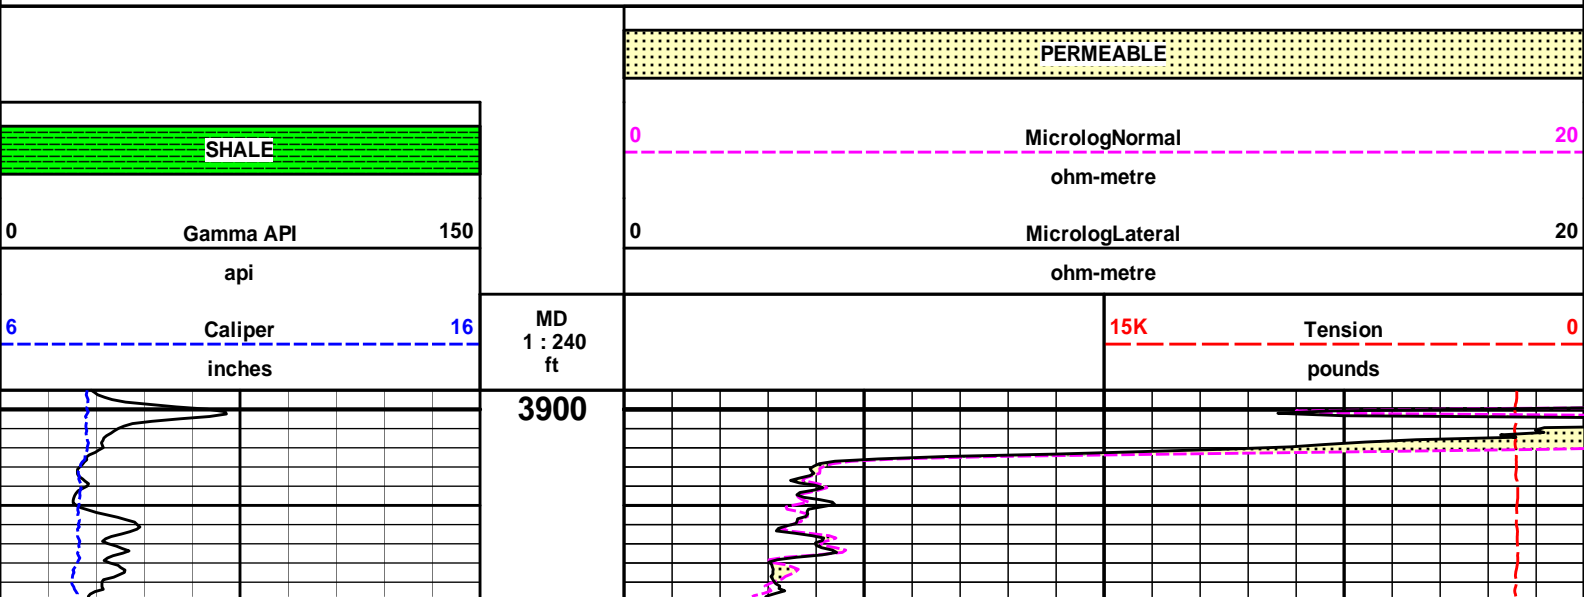 PERMEABLE
SHALE
0 MicrologNormal 20
ohm-metre
0 Gamma API 150
api
0 MicrologLateral 20
ohm-metre
6 Caliper 16
inches
MD
1 : 240
ft
15K Tension 0
pounds
3900